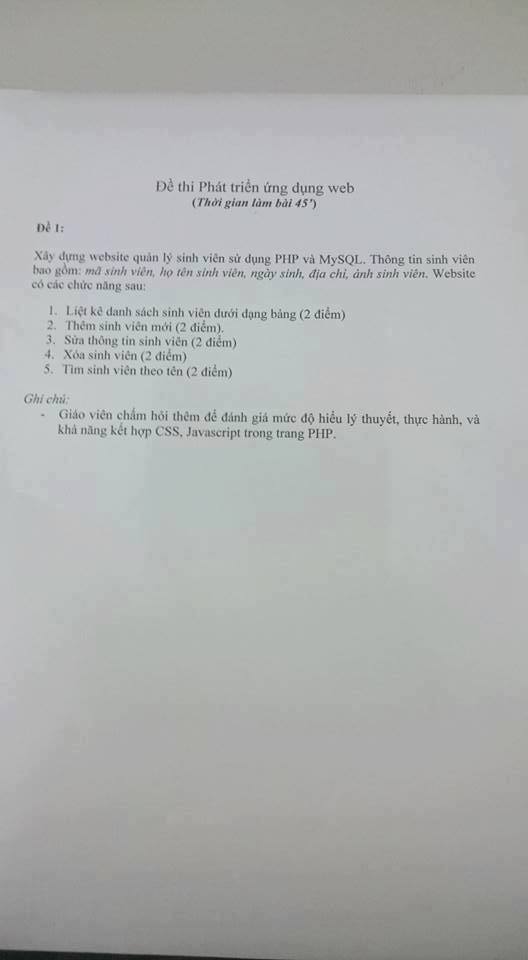 Đề thi Phát triển ứng dụng web
(Thời gian làm bài 45')
Đề 1:
Xây dựng website quản lý sinh viên sử dụng PHP và MySQL. Thông tin sinh viên
bao gồm: mã sinh viên, họ tên sinh viên, ngày sinh, địa chỉ, ảnh sinh viên. Website
có các chức năng sau:
1. Liệt kê danh sách sinh viên dưới dạng bảng (2 điểm)
2. Thêm sinh viên mới (2 điểm).
3. Sửa thông tin sinh viên (2 điểm)
4. Xóa sinh viên (2 điểm)
5. Tìm sinh viên theo tên (2 điểm)
Ghi chú:
- Giáo viên chấm hỏi thêm để đánh giá mức độ hiểu lý thuyết, thực hành, và
khả năng kết hợp CSS, Javascript trong trang PHP.